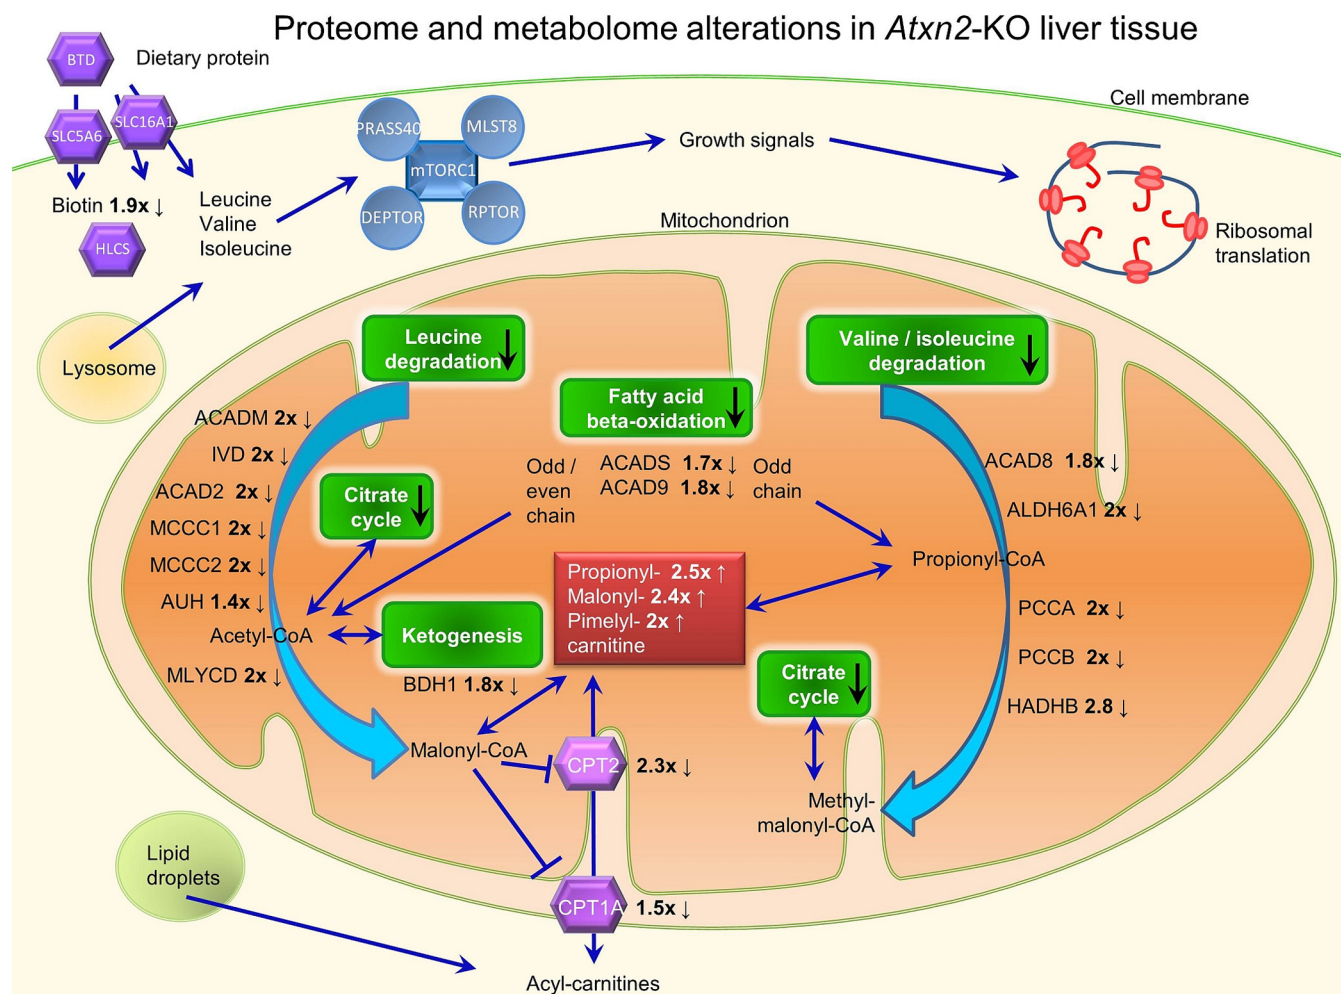 Proteome and metabolome alterations in Atxn2-KO liver tissue
BTD
Dietary protein
Cell membrane
SLC5A6
SLC16A1
PRASS40
MLST8
mTORC1
DEPTOR
RPTOR
Growth signals
Biotin 1.9x ↓
HLCS
Leucine
Valine
Isoleucine
Mitochondrion
Ribosomal
translation
Lysosome
Leucine
degradation ↓
Valine / isoleucine
degradation ↓
Fatty acid
beta-oxidation ↓
ACADM 2x ↓
IVD 2x ↓
ACAD2 2x ↓
MCCC1 2x ↓
MCCC2 2x ↓
AUH 1.4x ↓
Acetyl-CoA
MLYCD 2x ↓
Citrate
cycle ↓
Odd /
even
chain
ACADS 1.7x ↓
ACAD9 1.8x ↓
Odd
chain
ACAD8 1.8x ↓
ALDH6A1 2x ↓
Propionyl-CoA
PCCA 2x ↓
PCCB 2x ↓
HADHB 2.8 ↓
Propionyl- 2.5x ↑
Malonyl- 2.4x ↑
Pimelyl- 2x ↑
carnitine
Ketogenesis
BDH1 1.8x ↓
Citrate
cycle ↓
Malonyl-CoA
CPT2
2.3x ↓
Methyl-
malonyl-CoA
Lipid
droplets
CPT1A
1.5x ↓
Acyl-carnitines